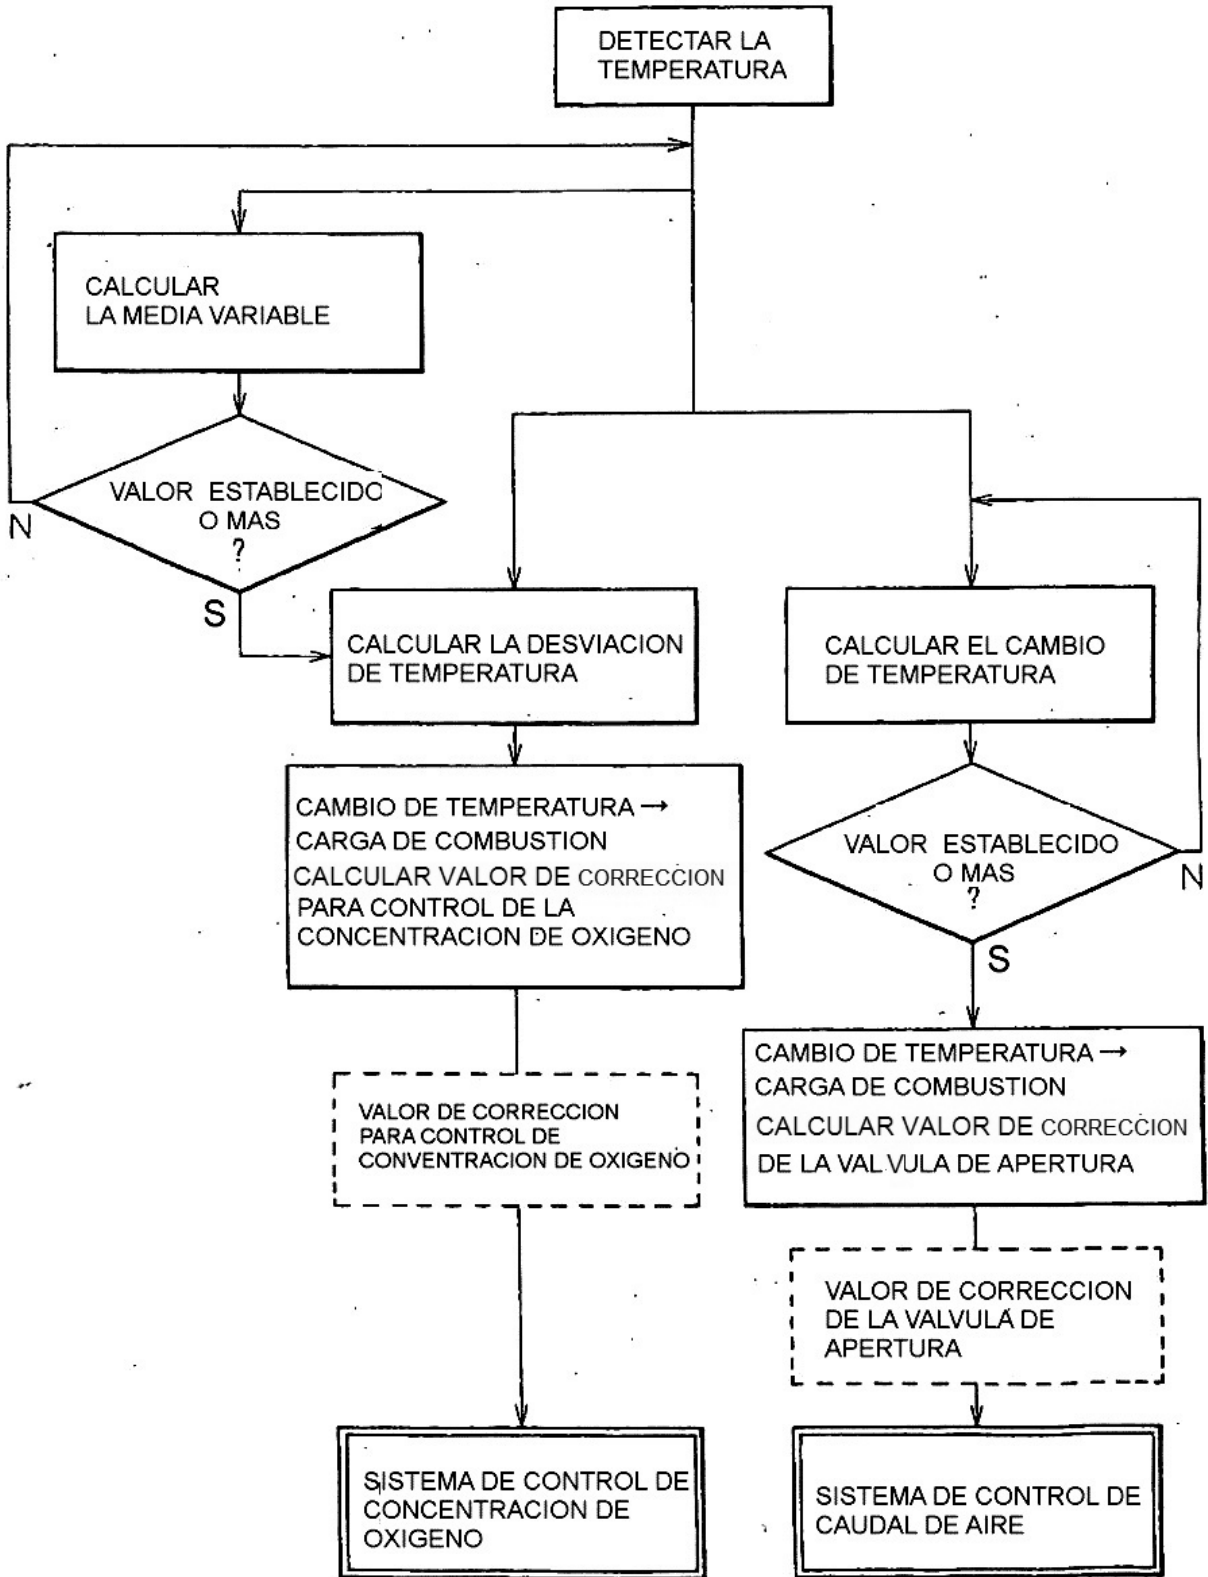 DETECTAR LA
TEMPERATURA
CALCULAR
LA MEDIA VARIABLE
VALOR ESTABLECIDO
O MAS
?
N
S
CALCULAR LA DESVIACION
DE TEMPERATURA
CALCULAR EL CAMBIO
DE TEMPERATURA
CAMBIO DE TEMPERATURA →
CARGA DE COMBUSTION
CALCULAR VALOR DE CORRECCION
PARA CONTROL DE LA
CONCENTRACION DE OXIGENO
VALOR ESTABLECIDO
O MAS
?
N
S
CAMBIO DE TEMPERATURA →
CARGA DE COMBUSTION
CALCULAR VALOR DE CORRECCION
DE LA VALVULA DE APERTURA
VALOR DE CORRECCION
PARA CONTROL DE
CONVENTRACION DE OXIGENO
VALOR DE CORRECCION
DE LA VALVULA DE
APERTURA
SISTEMA DE CONTROL DE
CONCENTRACION DE
OXIGENO
SISTEMA DE CONTROL DE
CAUDAL DE AIRE